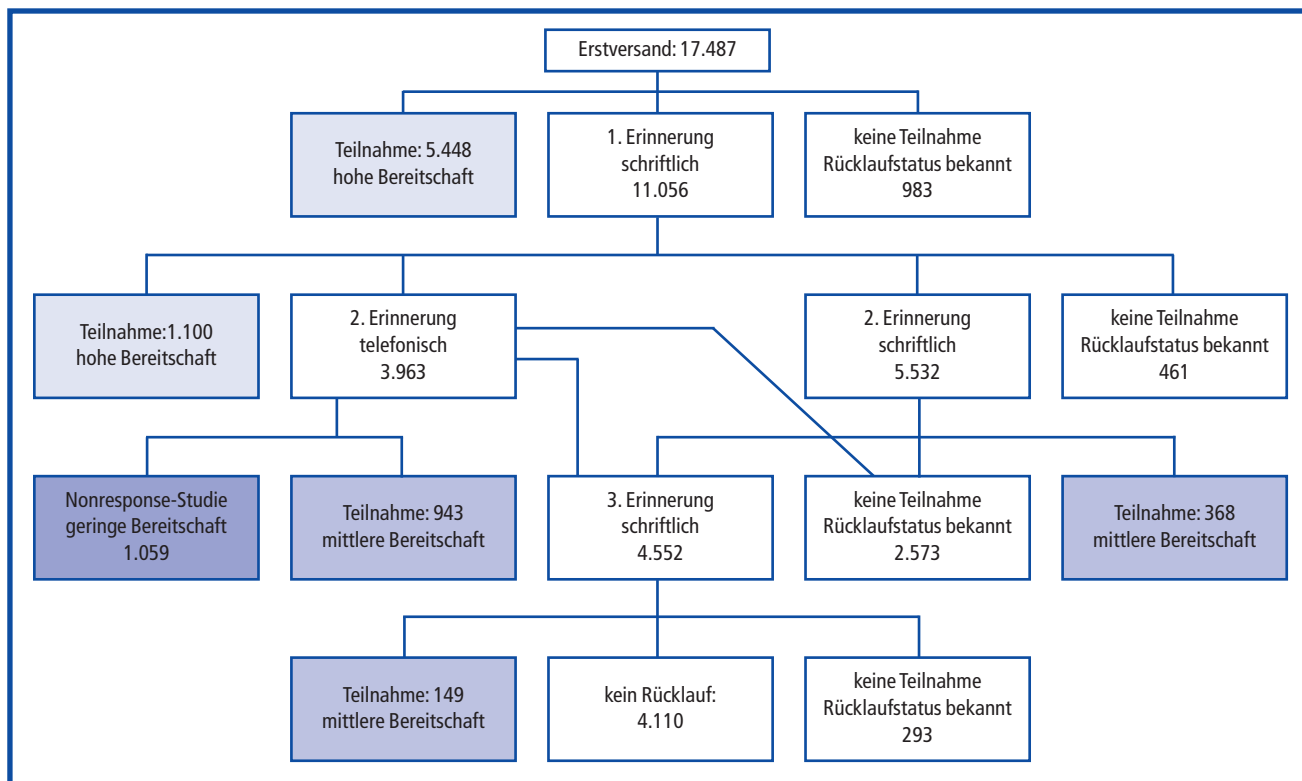 Erstversand: 17.487
Teilnahme: 5.448
hohe Bereitschaft
1. Erinnerung
schriftlich
11.056
keine Teilnahme
Rücklaufstatus bekannt
983
Teilnahme:1.100
hohe Bereitschaft
2. Erinnerung
telefonisch
3.963
2. Erinnerung
schriftlich
5.532
keine Teilnahme
Rücklaufstatus bekannt
461
Nonresponse-Studie
geringe Bereitschaft
1.059
Teilnahme: 943
mittlere Bereitschaft
3. Erinnerung
schriftlich
4.552
keine Teilnahme
Rücklaufstatus bekannt
2.573
Teilnahme: 368
mittlere Bereitschaft
Teilnahme: 149
mittlere Bereitschaft
kein Rücklauf:
4.110
keine Teilnahme
Rücklaufstatus bekannt
293